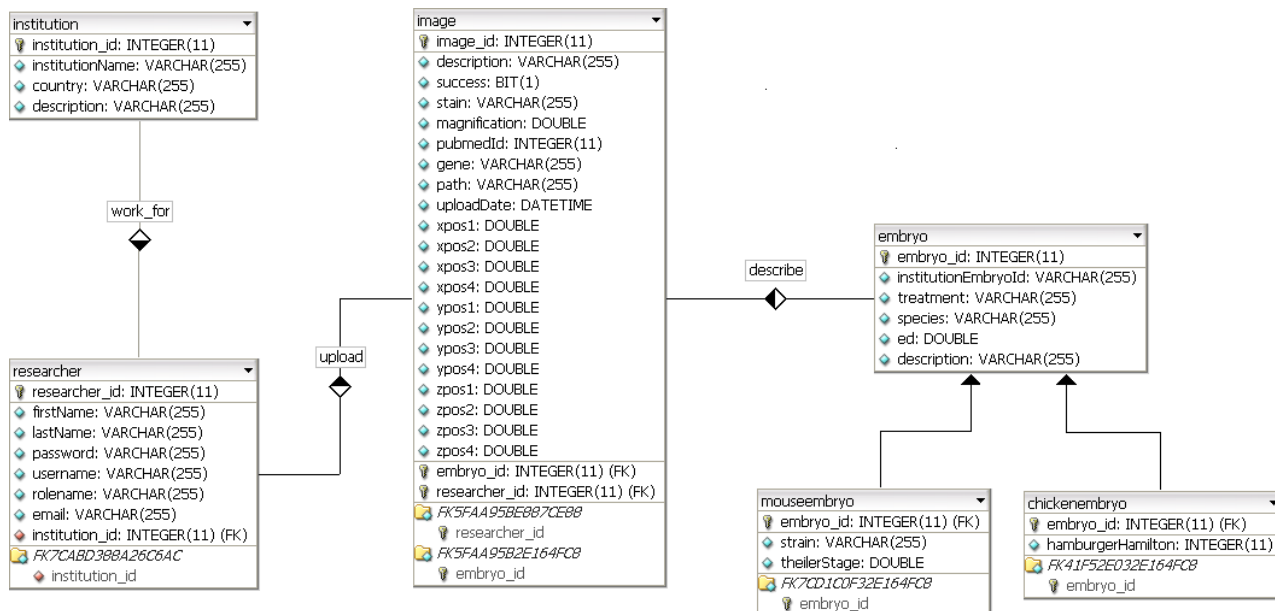 institution
institution_id: INTEGER(11)
institutionName: VARCHAR(255)
country: VARCHAR(255)
description: VARCHAR(255)
work_for
researcher
researcher_id: INTEGER(11)
firstName: VARCHAR(255)
lastName: VARCHAR(255)
password: VARCHAR(255)
username: VARCHAR(255)
rolename: VARCHAR(255)
email: VARCHAR(255)
institution_id: INTEGER(11) (FK)
FK7CABD388A26C6AC
institution_id
upload
image
image_id: INTEGER(11)
description: VARCHAR(255)
success: BIT(1)
stain: VARCHAR(255)
magnification: DOUBLE
pubmedId: INTEGER(11)
gene: VARCHAR(255)
path: VARCHAR(255)
uploadDate: DATETIME
xpos1: DOUBLE
xpos2: DOUBLE
xpos3: DOUBLE
xpos4: DOUBLE
ypos1: DOUBLE
ypos2: DOUBLE
ypos3: DOUBLE
ypos4: DOUBLE
zpos1: DOUBLE
zpos2: DOUBLE
zpos3: DOUBLE
zpos4: DOUBLE
embryo_id: INTEGER(11) (FK)
researcher_id: INTEGER(11) (FK)
FK5FAA95BE087CE08
researcher_id
FK5FAA95B2E164FC8
embryo_id
describe
embryo
embryo_id: INTEGER(11)
institutionEmbryoId: VARCHAR(255)
treatment: VARCHAR(255)
species: VARCHAR(255)
ed: DOUBLE
description: VARCHAR(255)
mouseembryo
embryo_id: INTEGER(11) (FK)
strain: VARCHAR(255)
theilerStage: DOUBLE
FK7CD1C0F32E164FC8
embryo_id
chickenembryo
embryo_id: INTEGER(11) (FK)
hamburgerHamilton: INTEGER(11)
FK41F52E032E164FC8
embryo_id